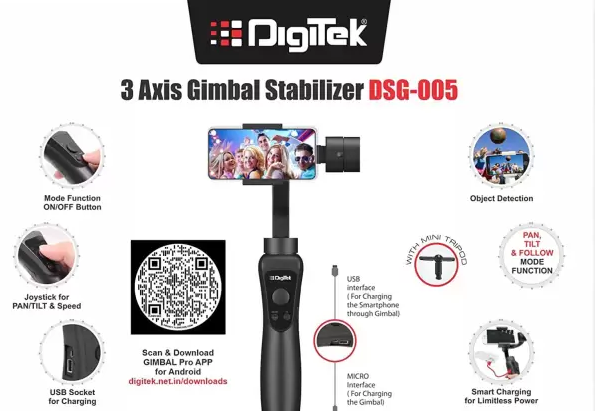 DIGITEK®
3 Axis Gimbal Stabilizer DSG-005
Mode Function
ON/OFF Button
Object Detection
Joystick for
PAN/TILT & Speed
WITH MINI TRIPOD
PAN,
TILT
& FOLLOW
MODE
FUNCTION
DIGITEK
USB
interface
( For Charging
the Smartphone
through Gimbal)
Scan & Download
GIMBAL Pro APP
for Android
digitek.net.in/downloads
MICRO
Interface
( For Charging
the Gimbal)
USB Socket
for Charging
Smart Charging
for Limitless Power